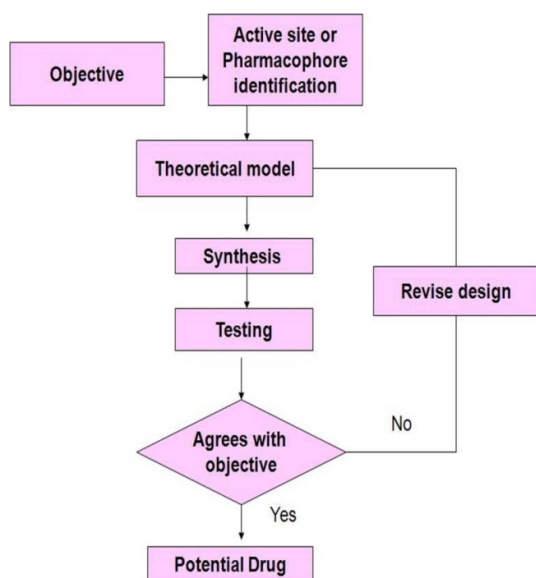 Objective
Active site or
Pharmacophore
identification
Theoretical model
Synthesis
Revise design
Testing
Agrees with
objective
No
Yes
Potential Drug